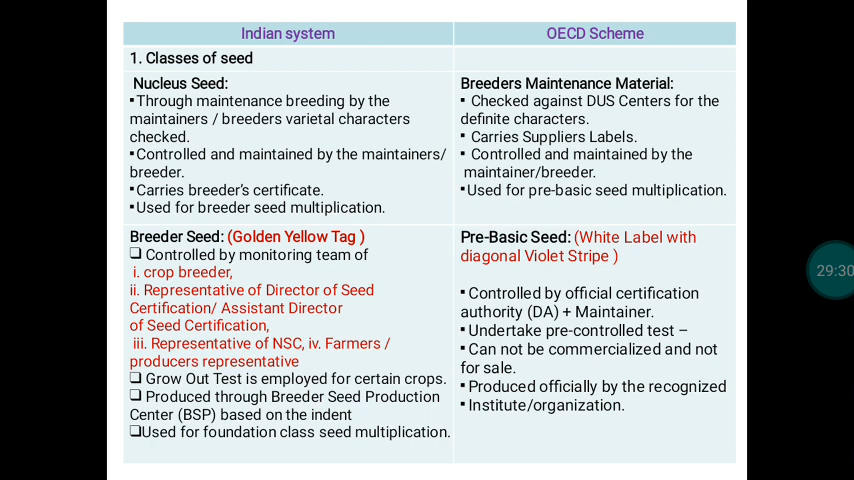 Indian system
OECD Scheme
1. Classes of seed
Nucleus Seed:
▪Through maintenance breeding by the
maintainers / breeders varietal characters
checked.
▪Controlled and maintained by the maintainers/
breeder.
▪Carries breeder's certificate.
▪Used for breeder seed multiplication.
Breeders Maintenance Material:
▪ Checked against DUS Centers for the
definite characters.
▪ Carries Suppliers Labels.
▪ Controlled and maintained by the
maintainer/breeder.
▪Used for pre-basic seed multiplication.
Breeder Seed: (Golden Yellow Tag )
❑ Controlled by monitoring team of
i. crop breeder,
ii. Representative of Director of Seed
Certification/ Assistant Director
of Seed Certification,
iii. Representative of NSC, iv. Farmers /
producers representative
❑ Grow Out Test is employed for certain crops.
❑ Produced through Breeder Seed Production
Center (BSP) based on the indent
❑Used for foundation class seed multiplication.
Pre-Basic Seed: (White Label with
diagonal Violet Stripe )
▪Controlled by official certification
authority (DA) + Maintainer.
▪Undertake pre-controlled test –
▪Can not be commercialized and not
for sale.
▪Produced officially by the recognized
▪Institute/organization.
29:30